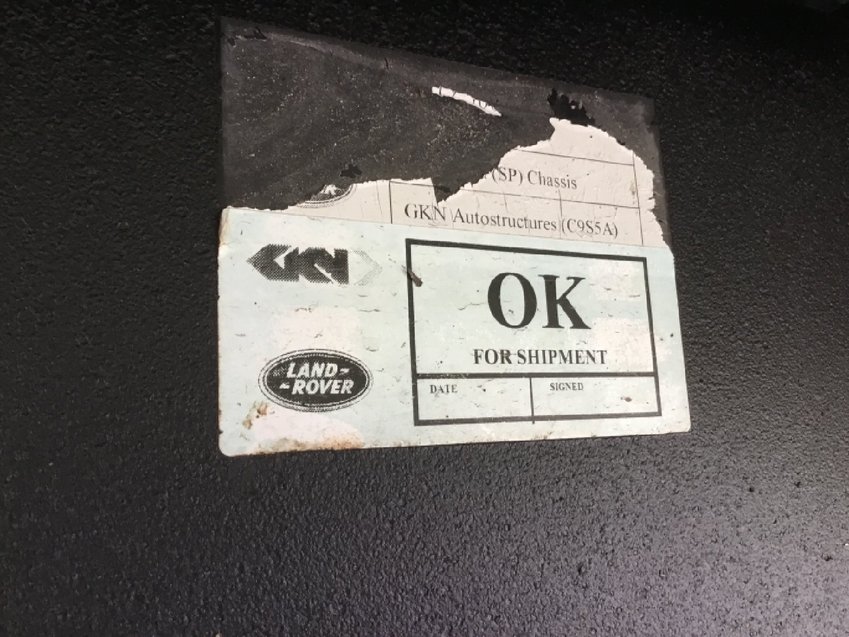 (SP) Chassis
GKN Autostructures (C9S5A)
GKN
OK
FOR SHIPMENT
LAND-
-ROVER
DATE
SIGNED